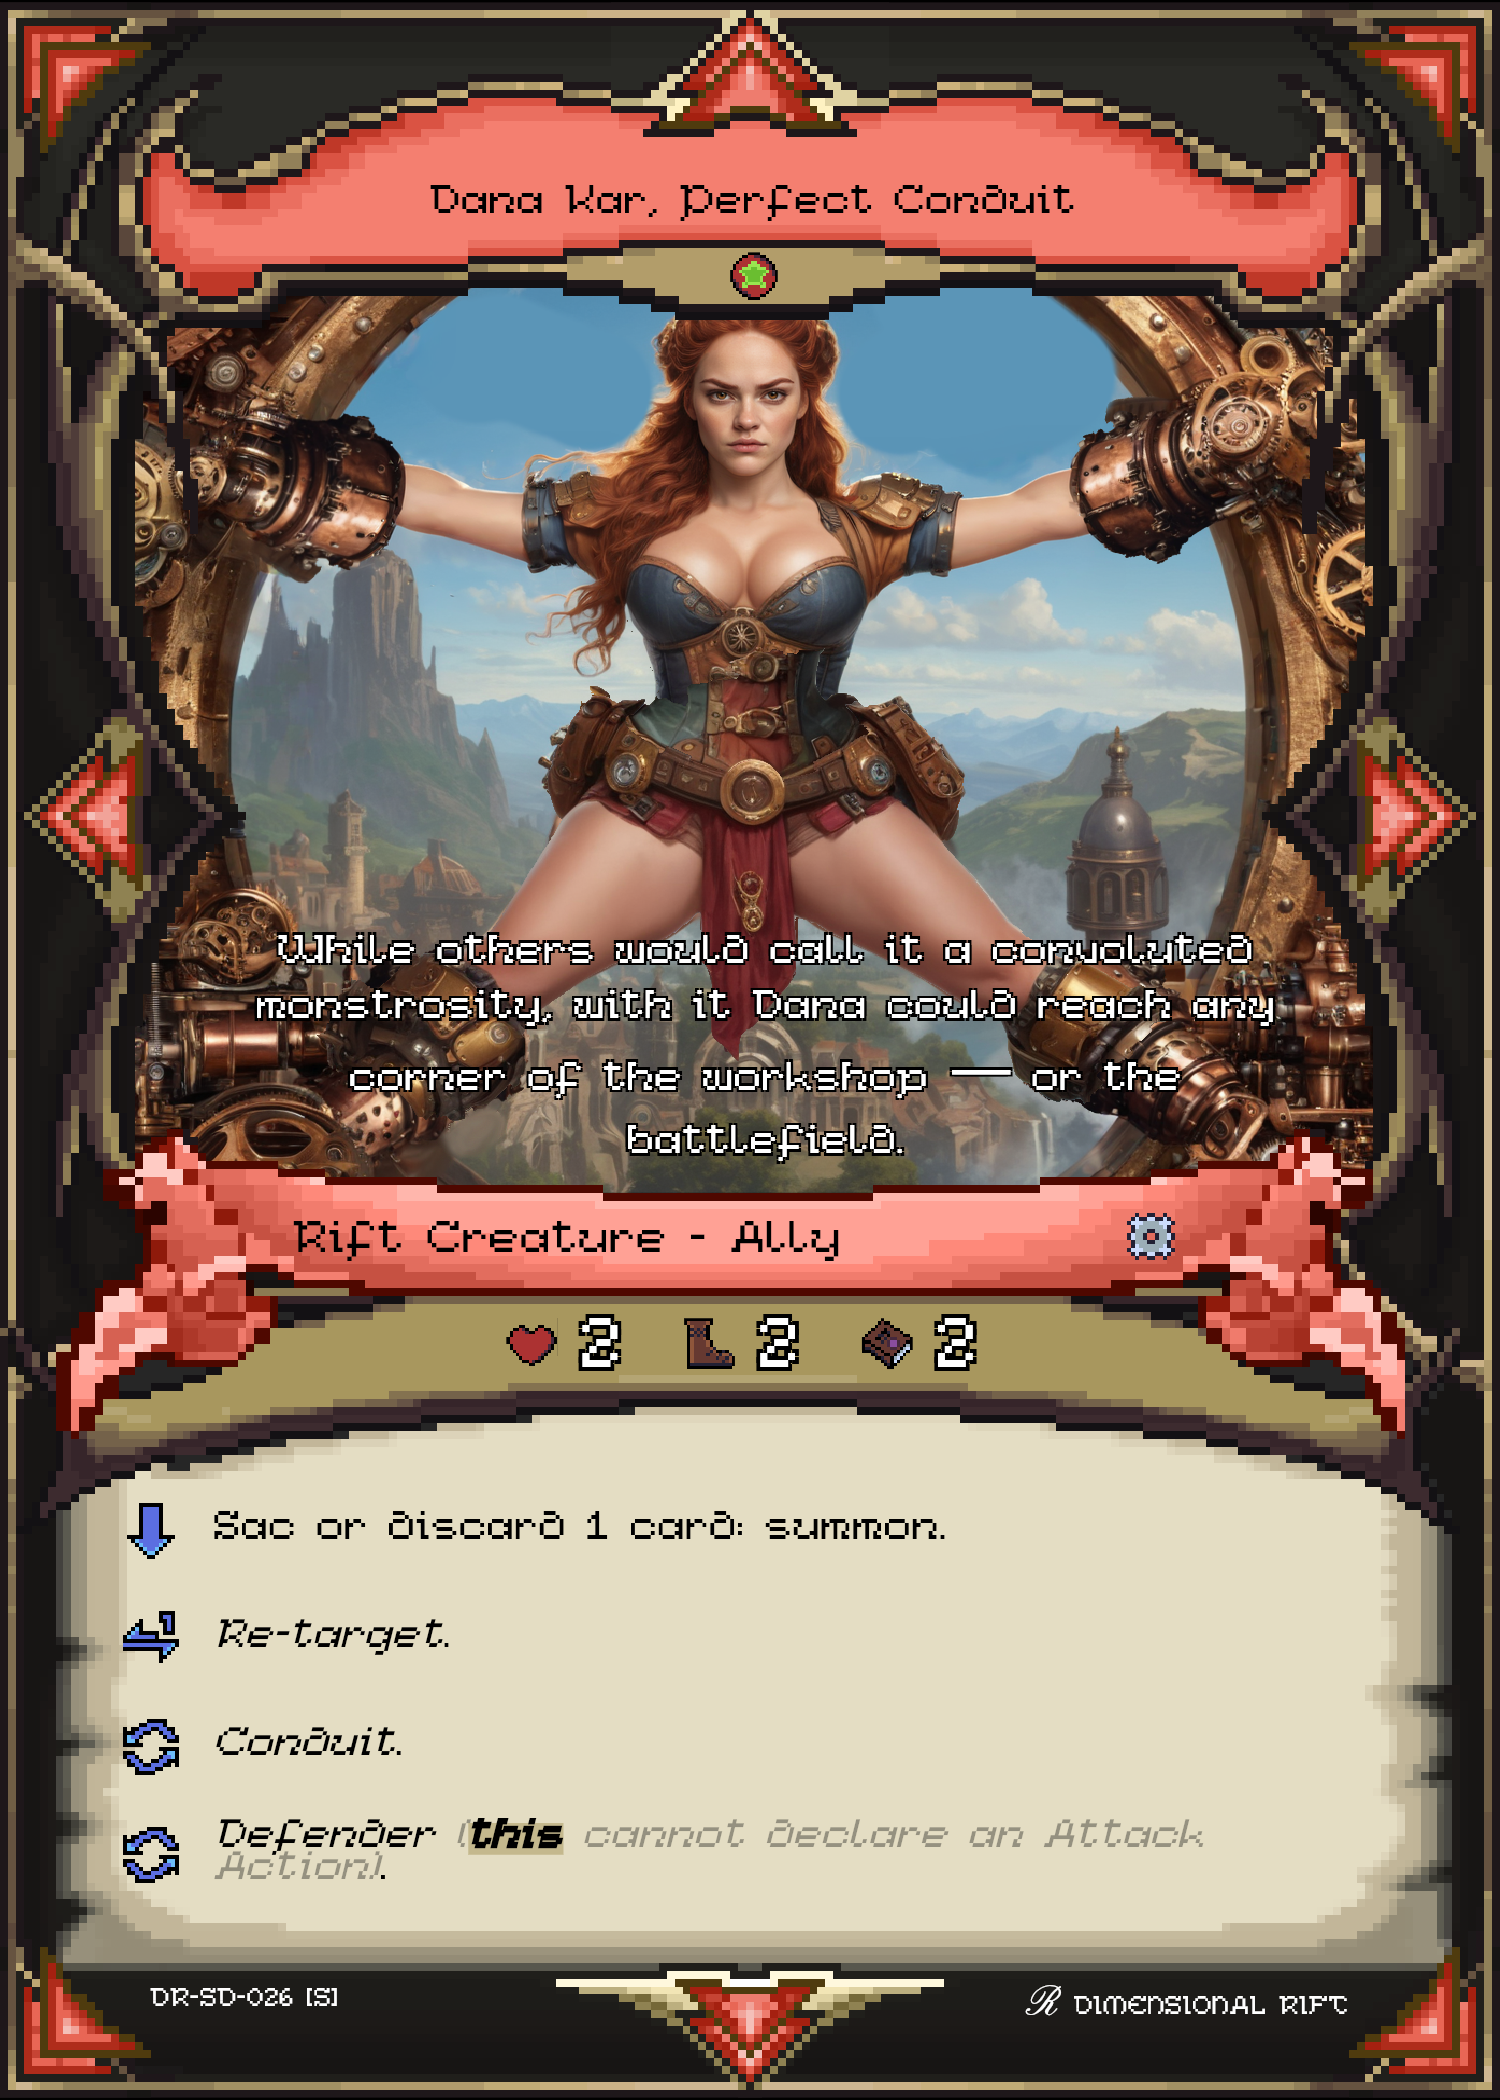 Dana Kar, Perfect Conduit
While others would call it a convoluted
monstrosity, with it Dana could reach any
corner of the workshop — or the
battlefield.
Rift Creature - Ally
2 2 2
Sac or discard 1 card: summon.
Re-target.
Conduit.
Defender (this cannot declare an Attack
Action).
DR-SD-026 [S]
ℛ DIMENSIONAL RIFT